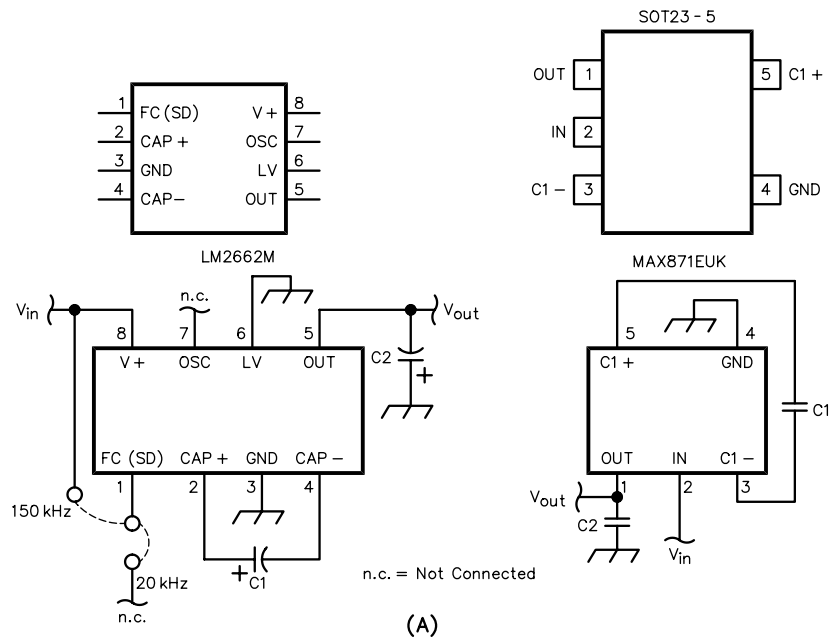 SOT23-5
1 FC (SD) V+ 8
2 CAP+ OSC 7
3 GND LV 6
4 CAP− OUT 5
OUT 1 5 C1+
IN 2
C1− 3 4 GND
LM2662M
MAX871EUK
Vin
n.c.
Vout
8 7 6 5
V+ OSC LV OUT
C2
+
FC (SD) CAP+ GND CAP−
1 2 3 4
150 kHz
20 kHz
n.c.
+ C1
5 4
C1+ GND
C1
OUT IN C1−
1 2 3
Vout
C2
Vin
n.c. = Not Connected
(A)